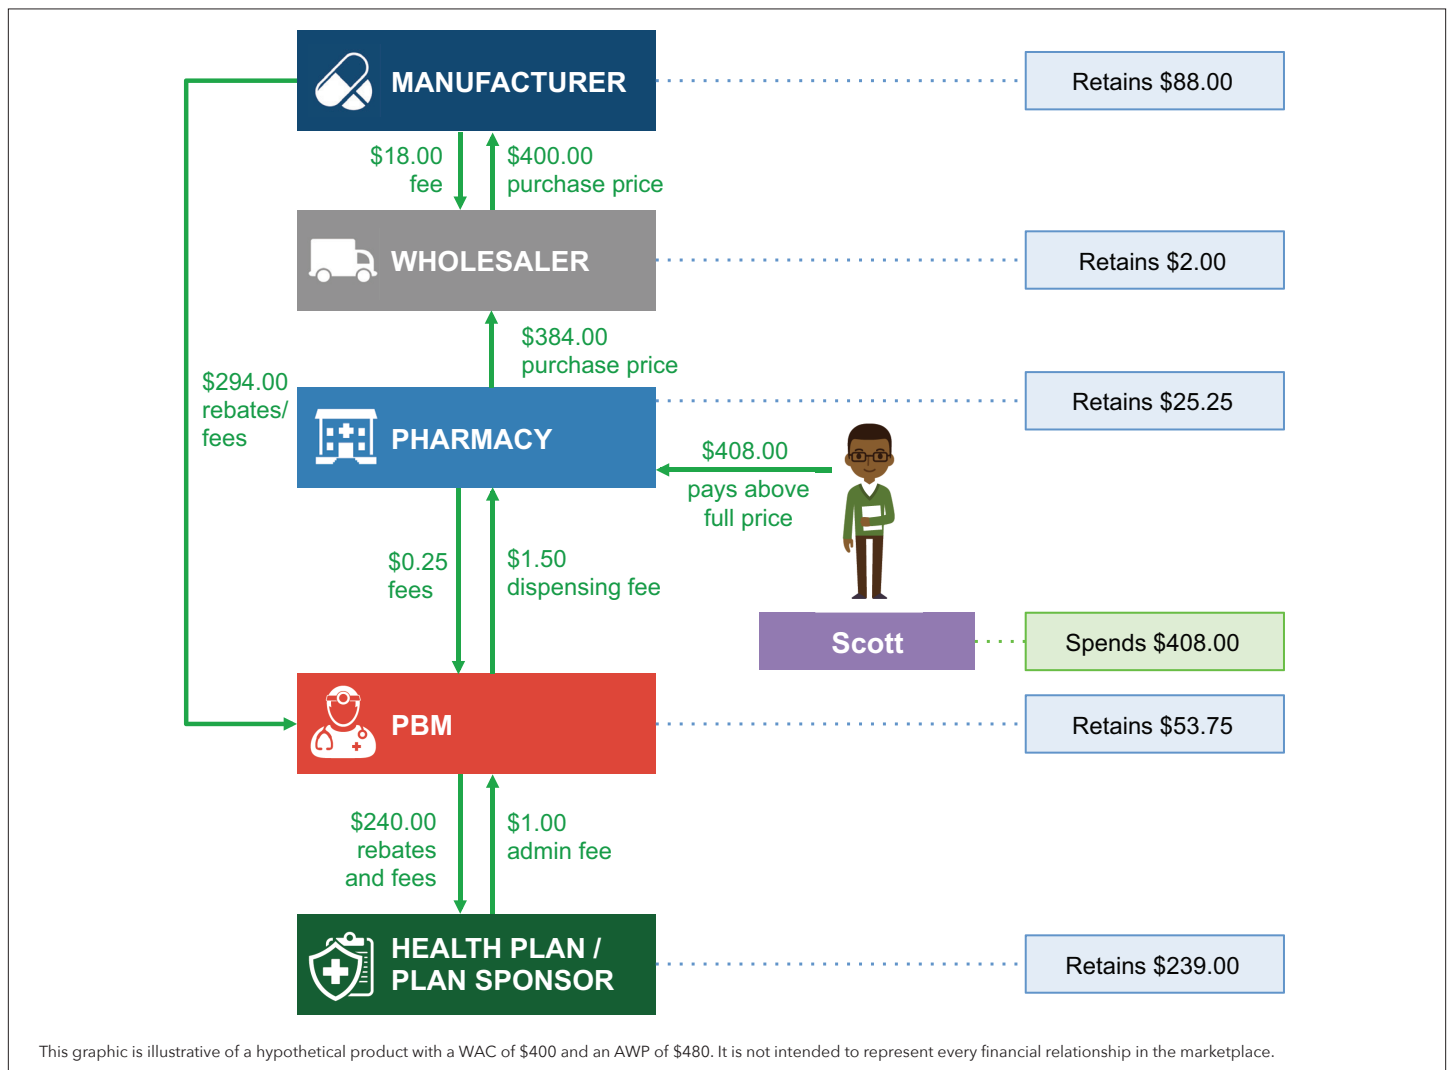 MANUFACTURER
Retains $88.00
$18.00
fee
$400.00
purchase price
WHOLESALER
Retains $2.00
$384.00
purchase price
$294.00
rebates/
fees
PHARMACY
Retains $25.25
$408.00
pays above
full price
$0.25
fees
$1.50
dispensing fee
Scott
Spends $408.00
PBM
Retains $53.75
$240.00
rebates
and fees
$1.00
admin fee
HEALTH PLAN /
PLAN SPONSOR
Retains $239.00
This graphic is illustrative of a hypothetical product with a WAC of $400 and an AWP of $480. It is not intended to represent every financial relationship in the marketplace.